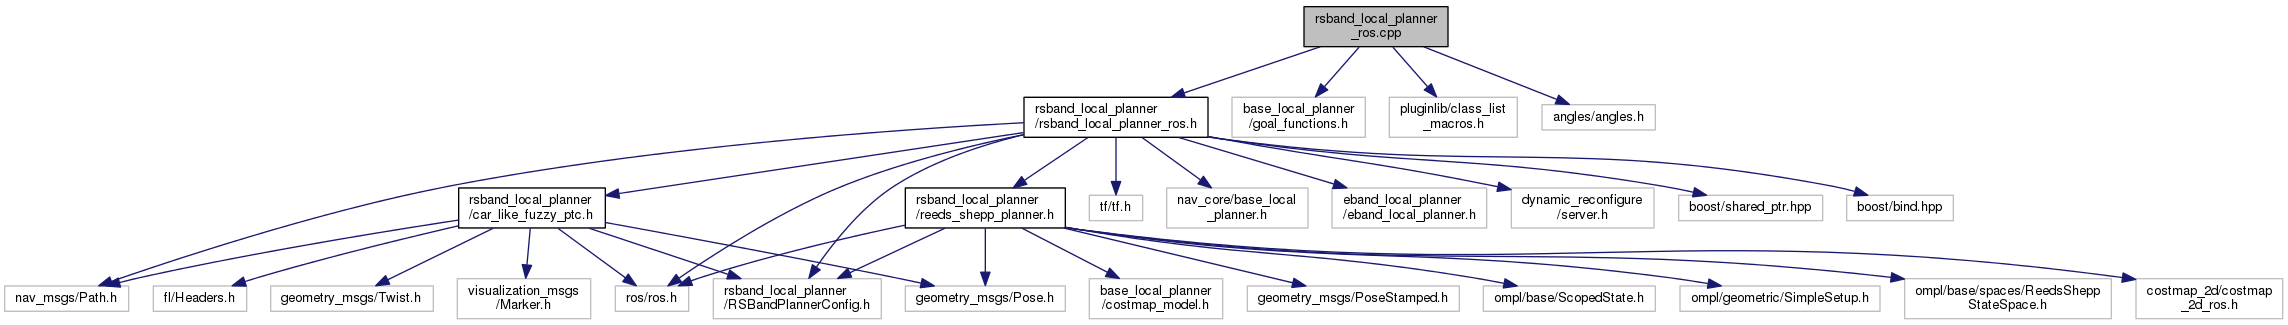 rsband_local_planner
_ros.cpp
rsband_local_planner
/rsband_local_planner_ros.h
base_local_planner
/goal_functions.h
pluginlib/class_list
_macros.h
angles/angles.h
rsband_local_planner
/car_like_fuzzy_ptc.h
rsband_local_planner
/reeds_shepp_planner.h
tf/tf.h
nav_core/base_local
_planner.h
eband_local_planner
/eband_local_planner.h
dynamic_reconfigure
/server.h
boost/shared_ptr.hpp
boost/bind.hpp
nav_msgs/Path.h
fl/Headers.h
geometry_msgs/Twist.h
visualization_msgs
/Marker.h
ros/ros.h
rsband_local_planner
/RSBandPlannerConfig.h
geometry_msgs/Pose.h
base_local_planner
/costmap_model.h
geometry_msgs/PoseStamped.h
ompl/base/ScopedState.h
ompl/geometric/SimpleSetup.h
ompl/base/spaces/ReedsShepp
StateSpace.h
costmap_2d/costmap
_2d_ros.h